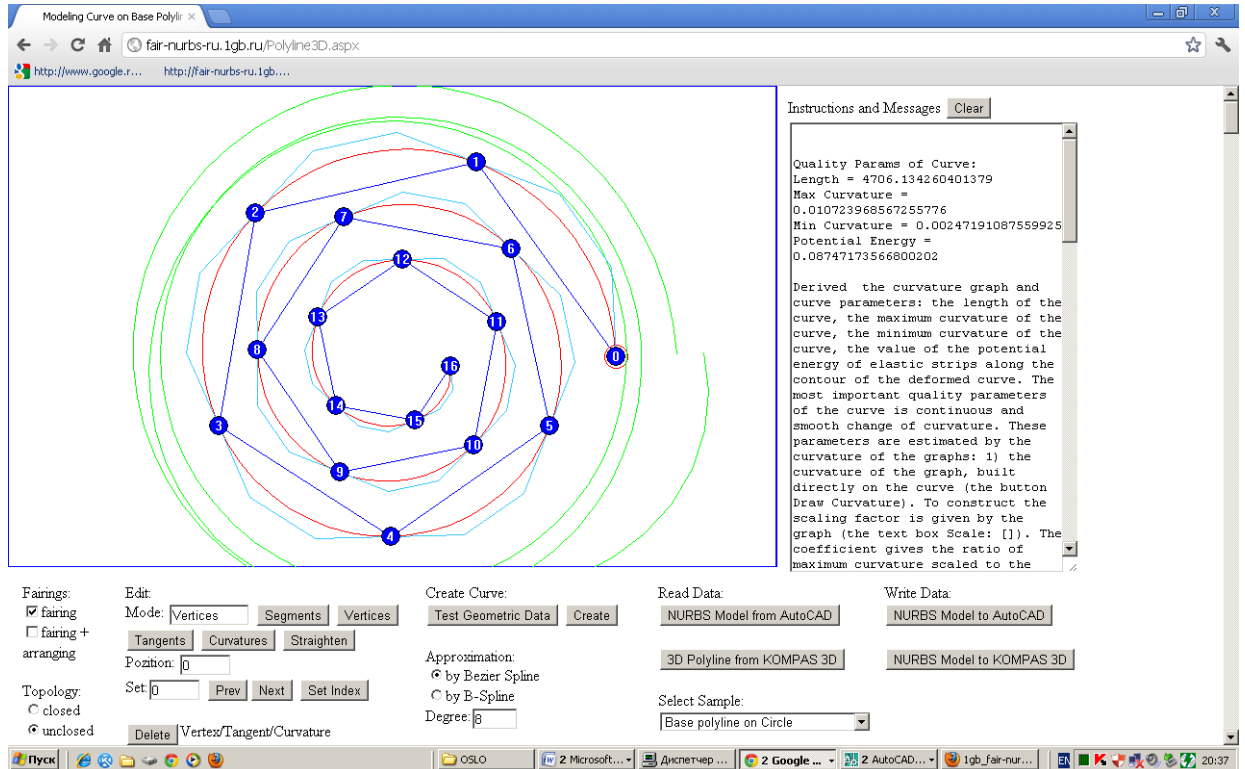 Modeling Curve on Base Polylir
fair-nurbs-ru.1gb.ru/Polyline3D.aspx
http://www.google.r... http://fair-nurbs-ru.1gb....
Instructions and Messages Clear
Quality Params of Curve:
Length = 4706.134260401379
Max Curvature =
0.010723968567255776
Min Curvature = 0.00247191087559925
Potential Energy =
0.08747173566800202
Derived the curvature graph and
curve parameters: the length of the
curve, the maximum curvature of the
curve, the minimum curvature of the
curve, the value of the potential
energy of elastic strips along the
contour of the deformed curve. The
most important quality parameters
of the curve is continuous and
smooth change of curvature. These
parameters are estimated by the
curvature of the graphs: 1) the
curvature of the graph, built
directly on the curve (the button
Draw Curvature). To construct the
scaling factor is given by the
graph (the text box Scale: []). The
coefficient gives the ratio of
maximum curvature scaled to the
1
2
7
6
12
13
11
8
0
16
14
15
3
5
10
9
4
Fairings:
fairing
fairing +
arranging
Topology:
closed
unclosed
Edit:
Mode: Vertices Segments Vertices
Tangents Curvatures Straighten
Pozition: 0
Set: 0 Prev Next Set Index
Delete Vertex/Tangent/Curvature
Create Curve:
Test Geometric Data Create
Approximation:
by Bezier Spline
by B-Spline
Degree: 8
Read Data:
NURBS Model from AutoCAD
3D Polyline from KOMPAS 3D
Select Sample:
Base polyline on Circle
Write Data:
NURBS Model to AutoCAD
NURBS Model to KOMPAS 3D
Пуск OSLO 2 Microsoft... Диспетчер ... 2 Google ... 2 AutoCAD... 1gb_fair-nur... EN 20:37